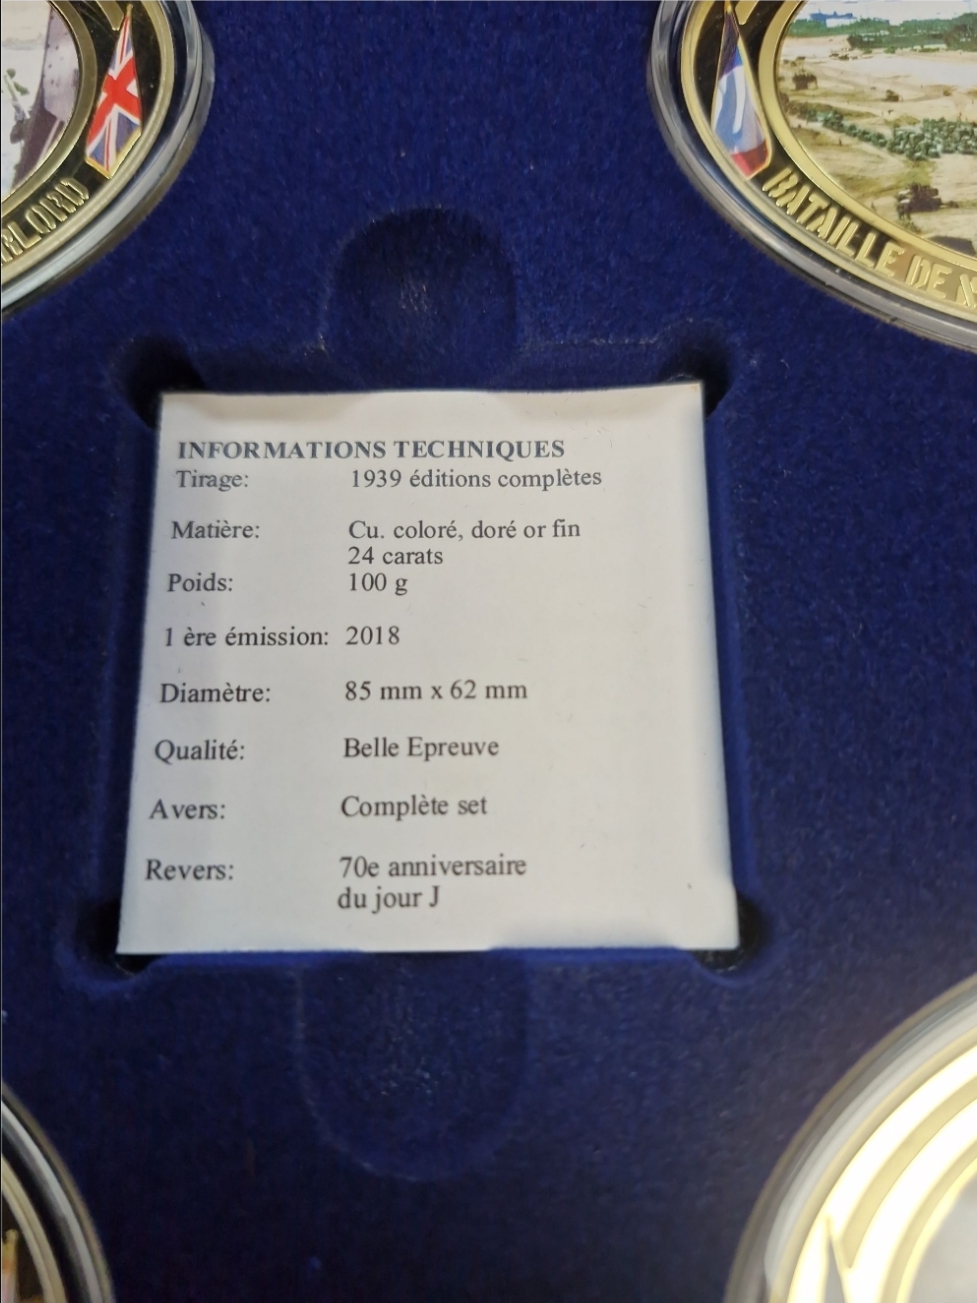 RLORD
BATAILLE DE
INFORMATIONS TECHNIQUES
Tirage: 1939 éditions complètes
Matière: Cu. coloré, doré or fin
24 carats
Poids: 100 g
1 ère émission: 2018
Diamètre: 85 mm x 62 mm
Qualité: Belle Epreuve
Avers: Complète set
Revers: 70e anniversaire
du jour J